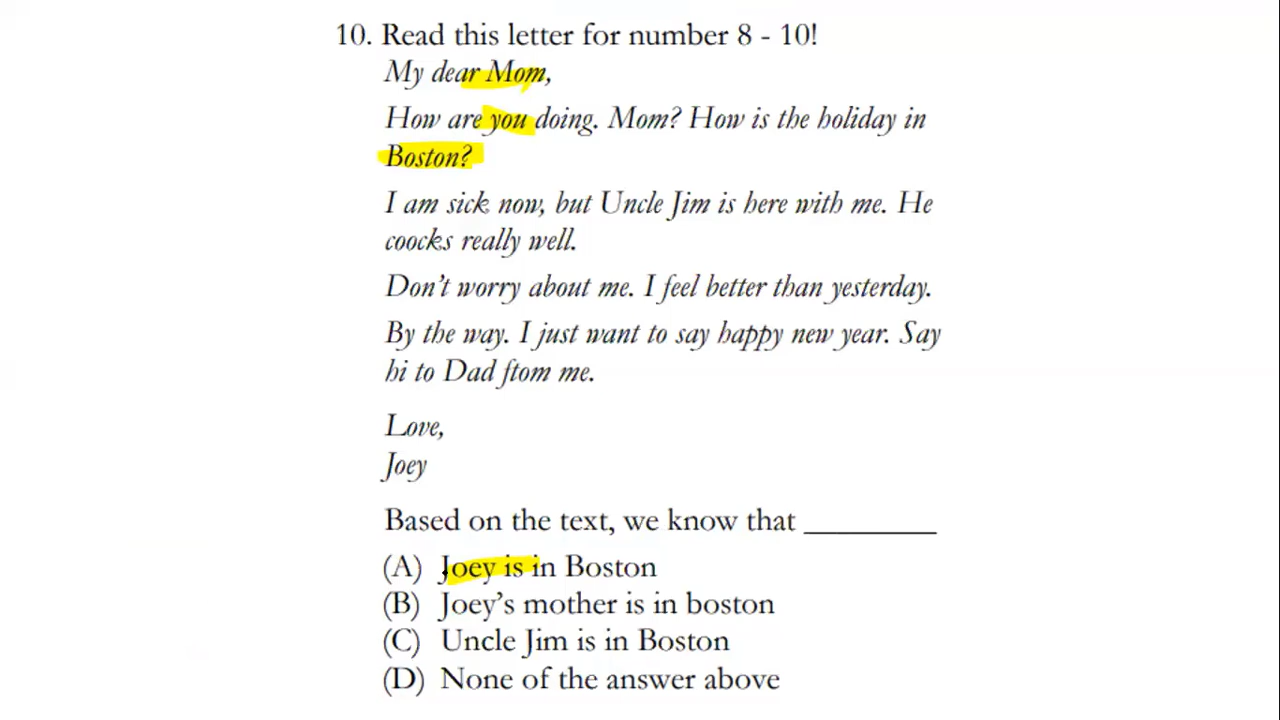 10. Read this letter for number 8 - 10!
My dear Mom,
How are you doing. Mom? How is the holiday in
Boston?
I am sick now, but Uncle Jim is here with me. He
coocks really well.
Don't worry about me. I feel better than yesterday.
By the way. I just want to say happy new year. Say
hi to Dad ftom me.
Love,
Joey
Based on the text, we know that ________
(A) Joey is in Boston
(B) Joey's mother is in boston
(C) Uncle Jim is in Boston
(D) None of the answer above